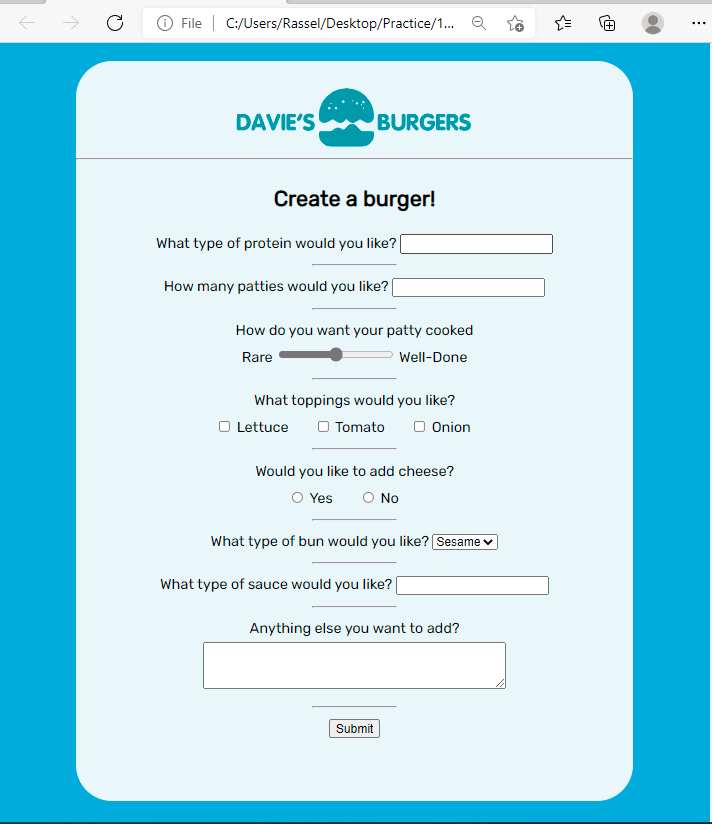 File | C:/Users/Rassel/Desktop/Practice/1...
DAVIE'S BURGERS
Create a burger!
What type of protein would you like?
How many patties would you like?
How do you want your patty cooked
Rare Well-Done
What toppings would you like?
Lettuce Tomato Onion
Would you like to add cheese?
Yes No
What type of bun would you like? Sesame
What type of sauce would you like?
Anything else you want to add?
Submit